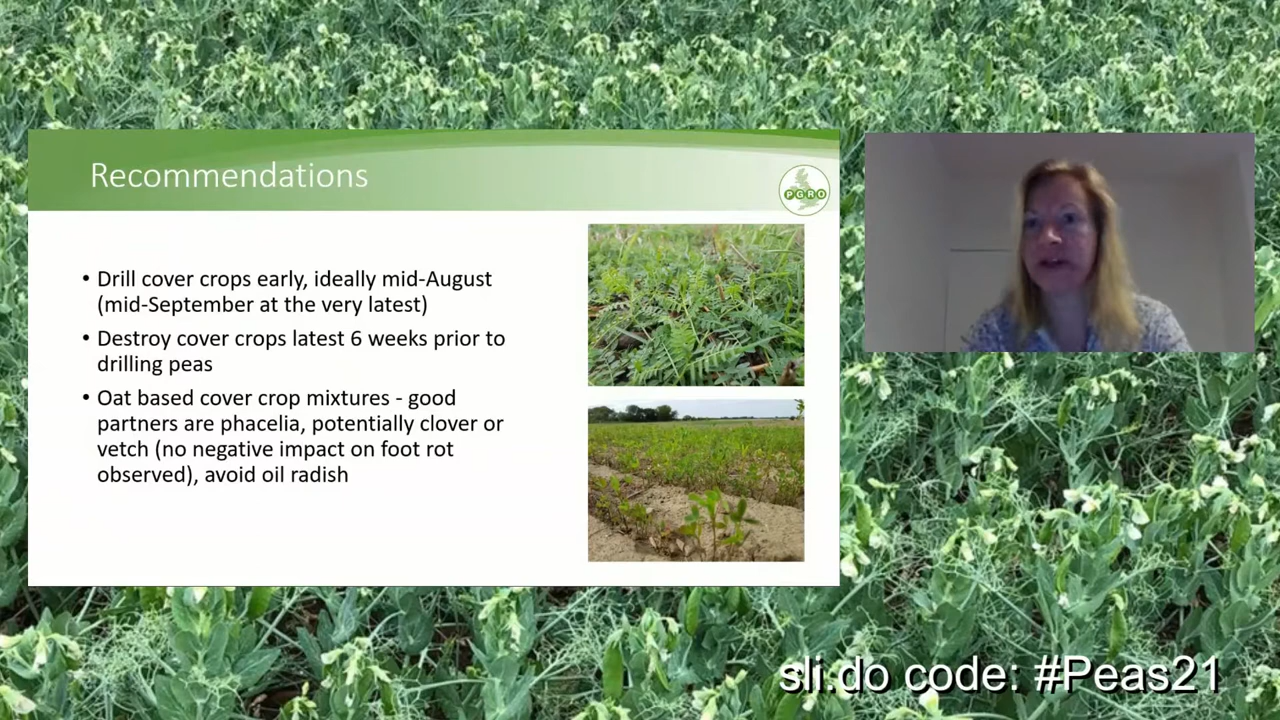 Recommendations
PGRO
• Drill cover crops early, ideally mid-August
(mid-September at the very latest)
• Destroy cover crops latest 6 weeks prior to
drilling peas
• Oat based cover crop mixtures - good
partners are phacelia, potentially clover or
vetch (no negative impact on foot rot
observed), avoid oil radish
sli.do code: #Peas21